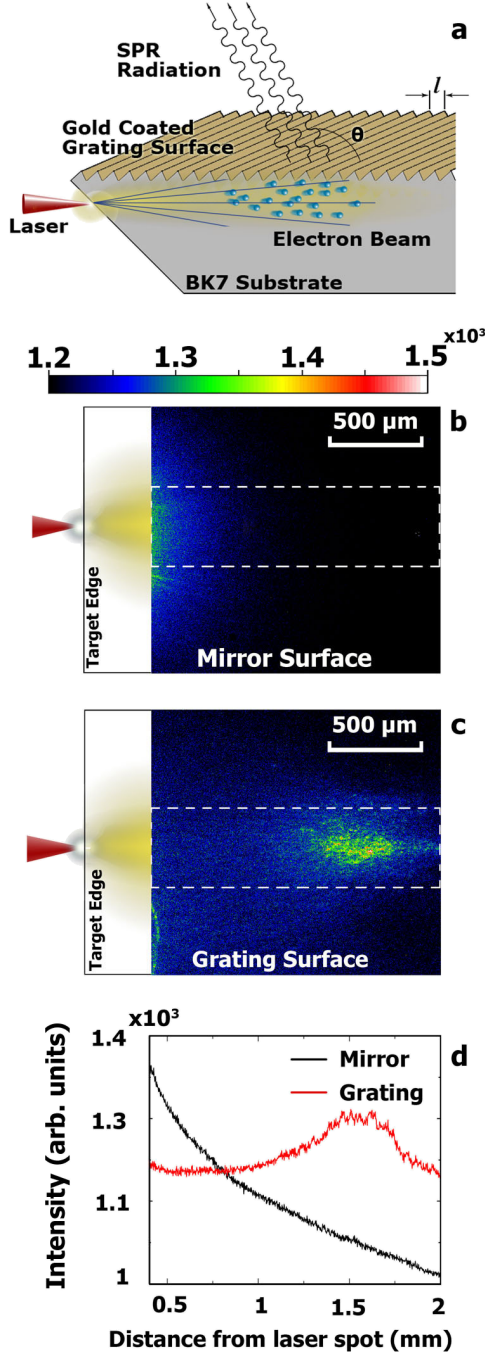 a
SPR
Radiation
l
Gold Coated
Grating Surface
θ
Laser
Electron Beam
BK7 Substrate
x10³
1.2 1.3 1.4 1.5
500 μm
b
Target Edge
Mirror Surface
500 μm
c
Target Edge
Grating Surface
x10³
d
Intensity (arb. units)
1.4
1.3
1.1
1
Mirror
Grating
0.5 1 1.5 2
Distance from laser spot (mm)